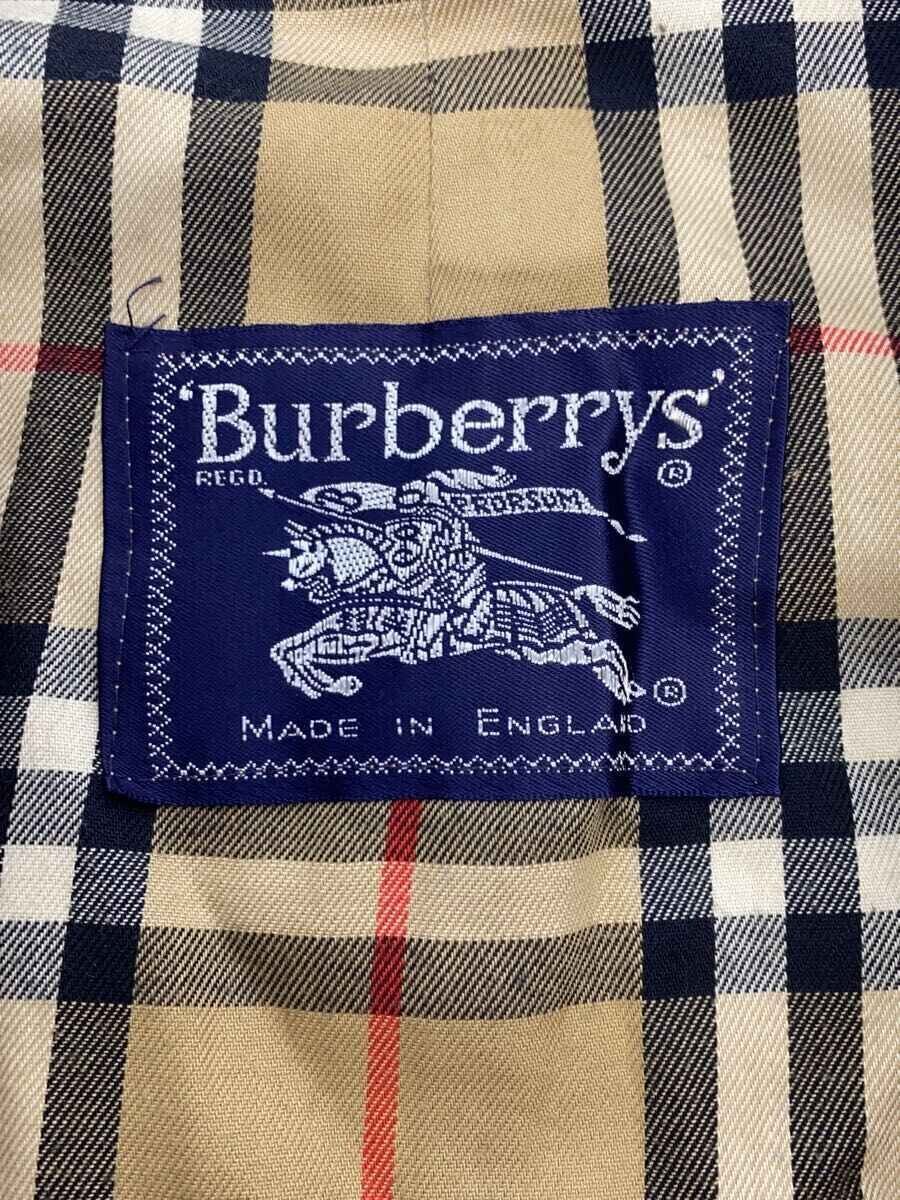 'Burberrys'
REGD.
®
PRORSUM
®
MADE IN ENGLAND